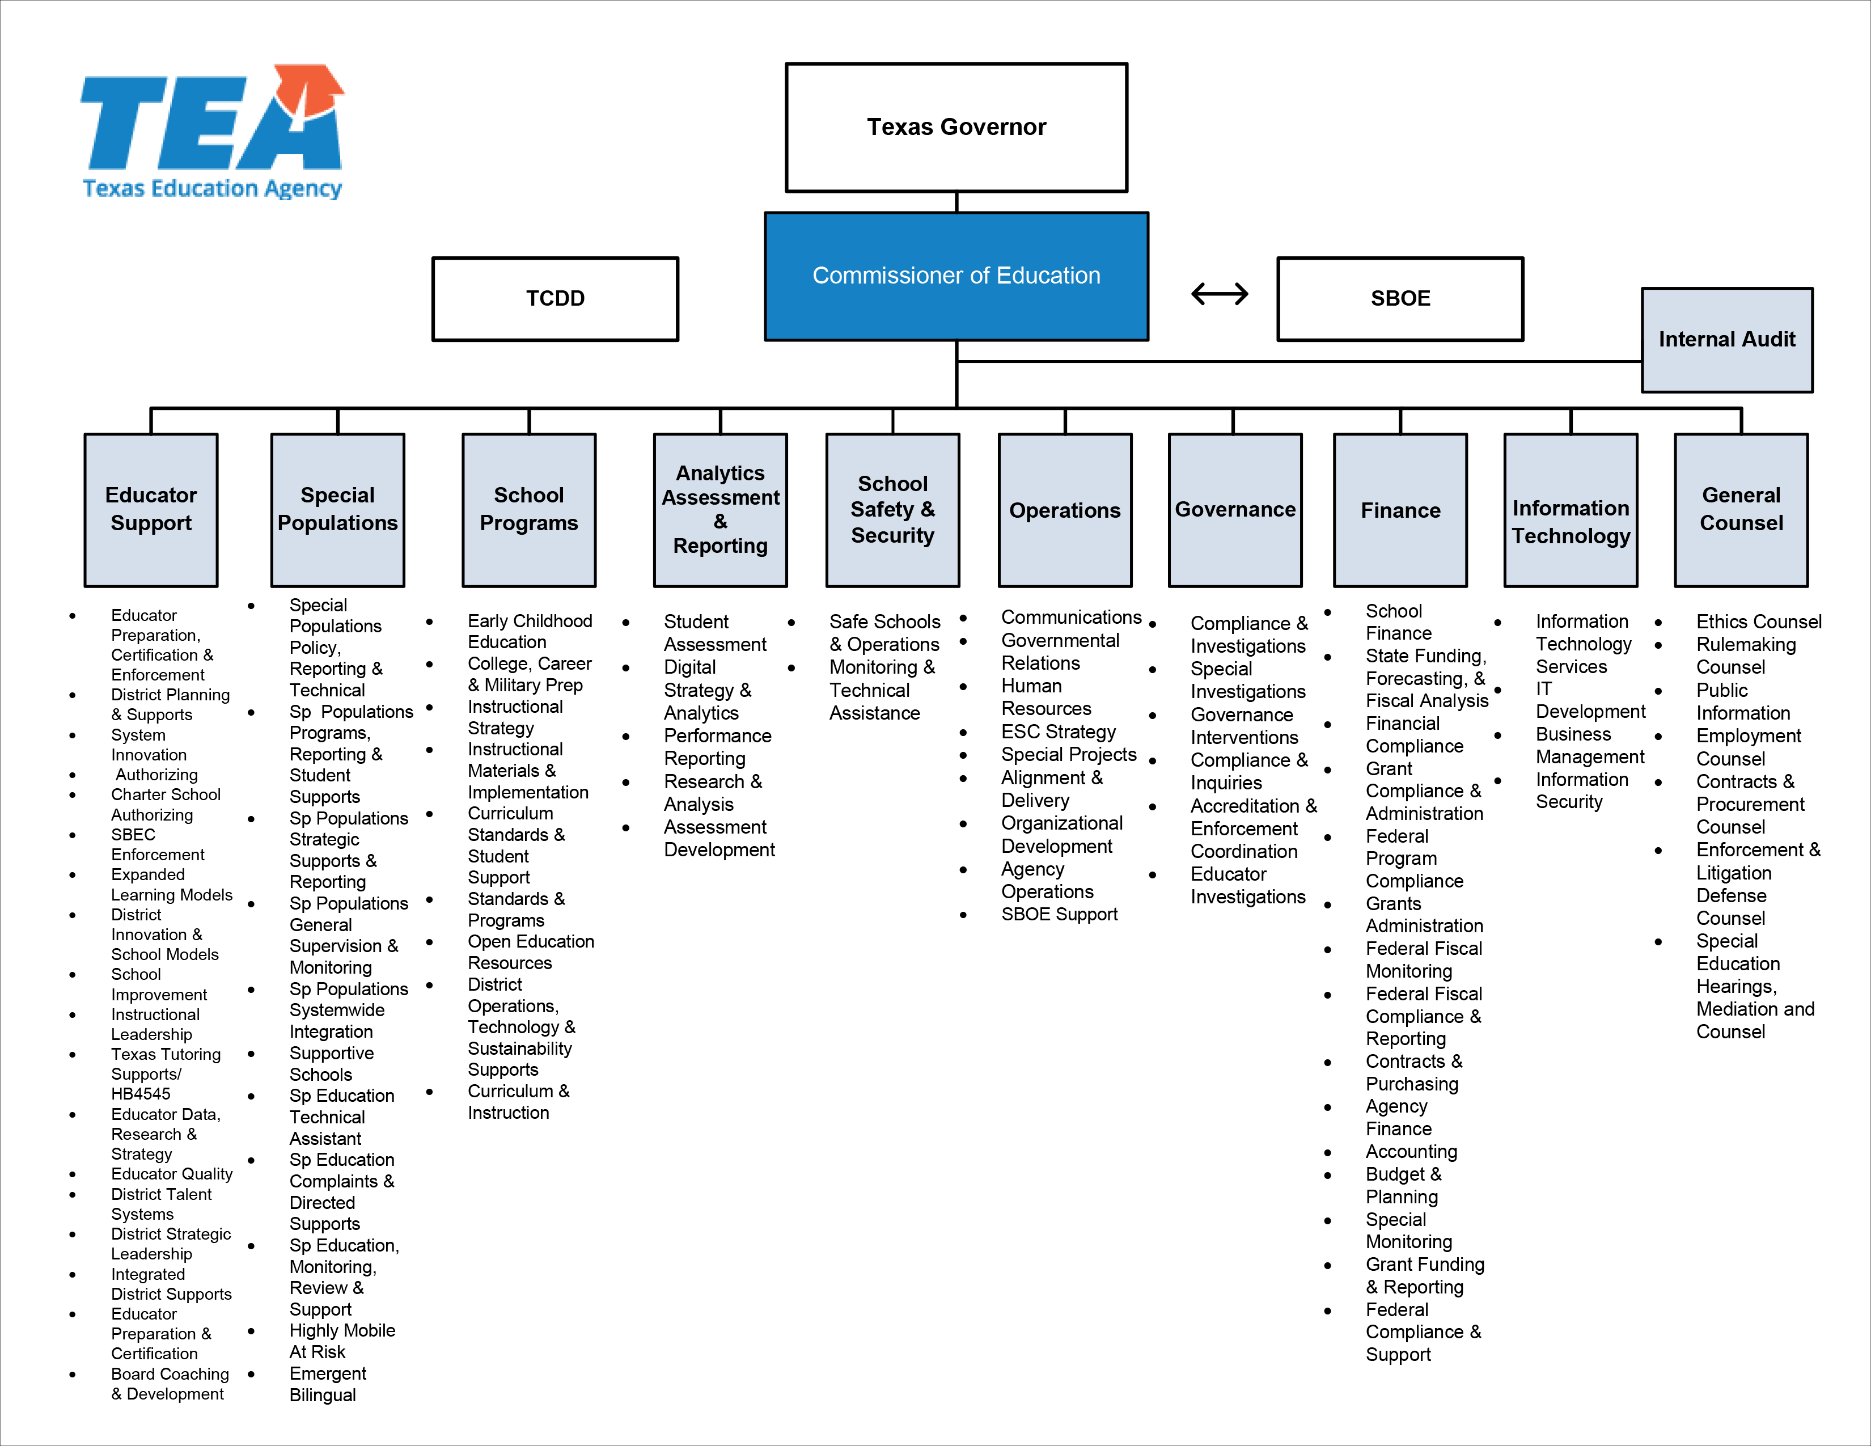 TEA
Texas Education Agency
Texas Governor
Commissioner of Education
TCDD
SBOE
Internal Audit
Educator
Support
Special
Populations
School
Programs
Analytics
Assessment
&
Reporting
School
Safety &
Security
Operations
Governance
Finance
Information
Technology
General
Counsel
• Educator
Preparation,
Certification &
Enforcement
• District Planning
& Supports
• System
Innovation
• Authorizing
• Charter School
Authorizing
• SBEC
Enforcement
• Expanded
Learning Models
• District
Innovation &
School Models
• School
Improvement
• Instructional
Leadership
• Texas Tutoring
Supports/
HB4545
• Educator Data,
Research &
Strategy
• Educator Quality
• District Talent
Systems
• District Strategic
Leadership
• Integrated
District Supports
• Educator
Preparation &
Certification
• Board Coaching
& Development
• Special
Populations
Policy,
Reporting &
Technical
• Sp Populations
Programs,
Reporting &
Student
Supports
• Sp Populations
Strategic
Supports &
Reporting
• Sp Populations
General
Supervision &
Monitoring
• Sp Populations
Systemwide
Integration
• Supportive
Schools
• Sp Education
Technical
Assistant
• Sp Education
Complaints &
Directed
Supports
• Sp Education,
Monitoring,
Review &
Support
• Highly Mobile
At Risk
• Emergent
Bilingual
• Early Childhood
Education
• College, Career
& Military Prep
• Instructional
Strategy
• Instructional
Materials &
Implementation
• Curriculum
Standards &
Student
Support
• Standards &
Programs
• Open Education
Resources
• District
Operations,
Technology &
Sustainability
Supports
• Curriculum &
Instruction
• Student
Assessment
• Digital
Strategy &
Analytics
• Performance
Reporting
• Research &
Analysis
• Assessment
Development
• Safe Schools
& Operations
• Monitoring &
Technical
Assistance
• Communications
• Governmental
Relations
• Human
Resources
• ESC Strategy
• Special Projects
• Alignment &
Delivery
• Organizational
Development
• Agency
Operations
• SBOE Support
• Compliance &
Investigations
• Special
Investigations
• Governance
Interventions
• Compliance &
Inquiries
• Accreditation &
Enforcement
Coordination
• Educator
Investigations
• School
Finance
• State Funding,
Forecasting, &
Fiscal Analysis
• Financial
Compliance
• Grant
Compliance &
Administration
• Federal
Program
Compliance
• Grants
Administration
• Federal Fiscal
Monitoring
• Federal Fiscal
Compliance &
Reporting
• Contracts &
Purchasing
• Agency
Finance
• Accounting
• Budget &
Planning
• Special
Monitoring
• Grant Funding
& Reporting
• Federal
Compliance &
Support
• Information
Technology
Services
• IT
Development
• Business
Management
• Information
Security
• Ethics Counsel
• Rulemaking
Counsel
• Public
Information
• Employment
Counsel
• Contracts &
Procurement
Counsel
• Enforcement &
Litigation
Defense
Counsel
• Special
Education
Hearings,
Mediation and
Counsel